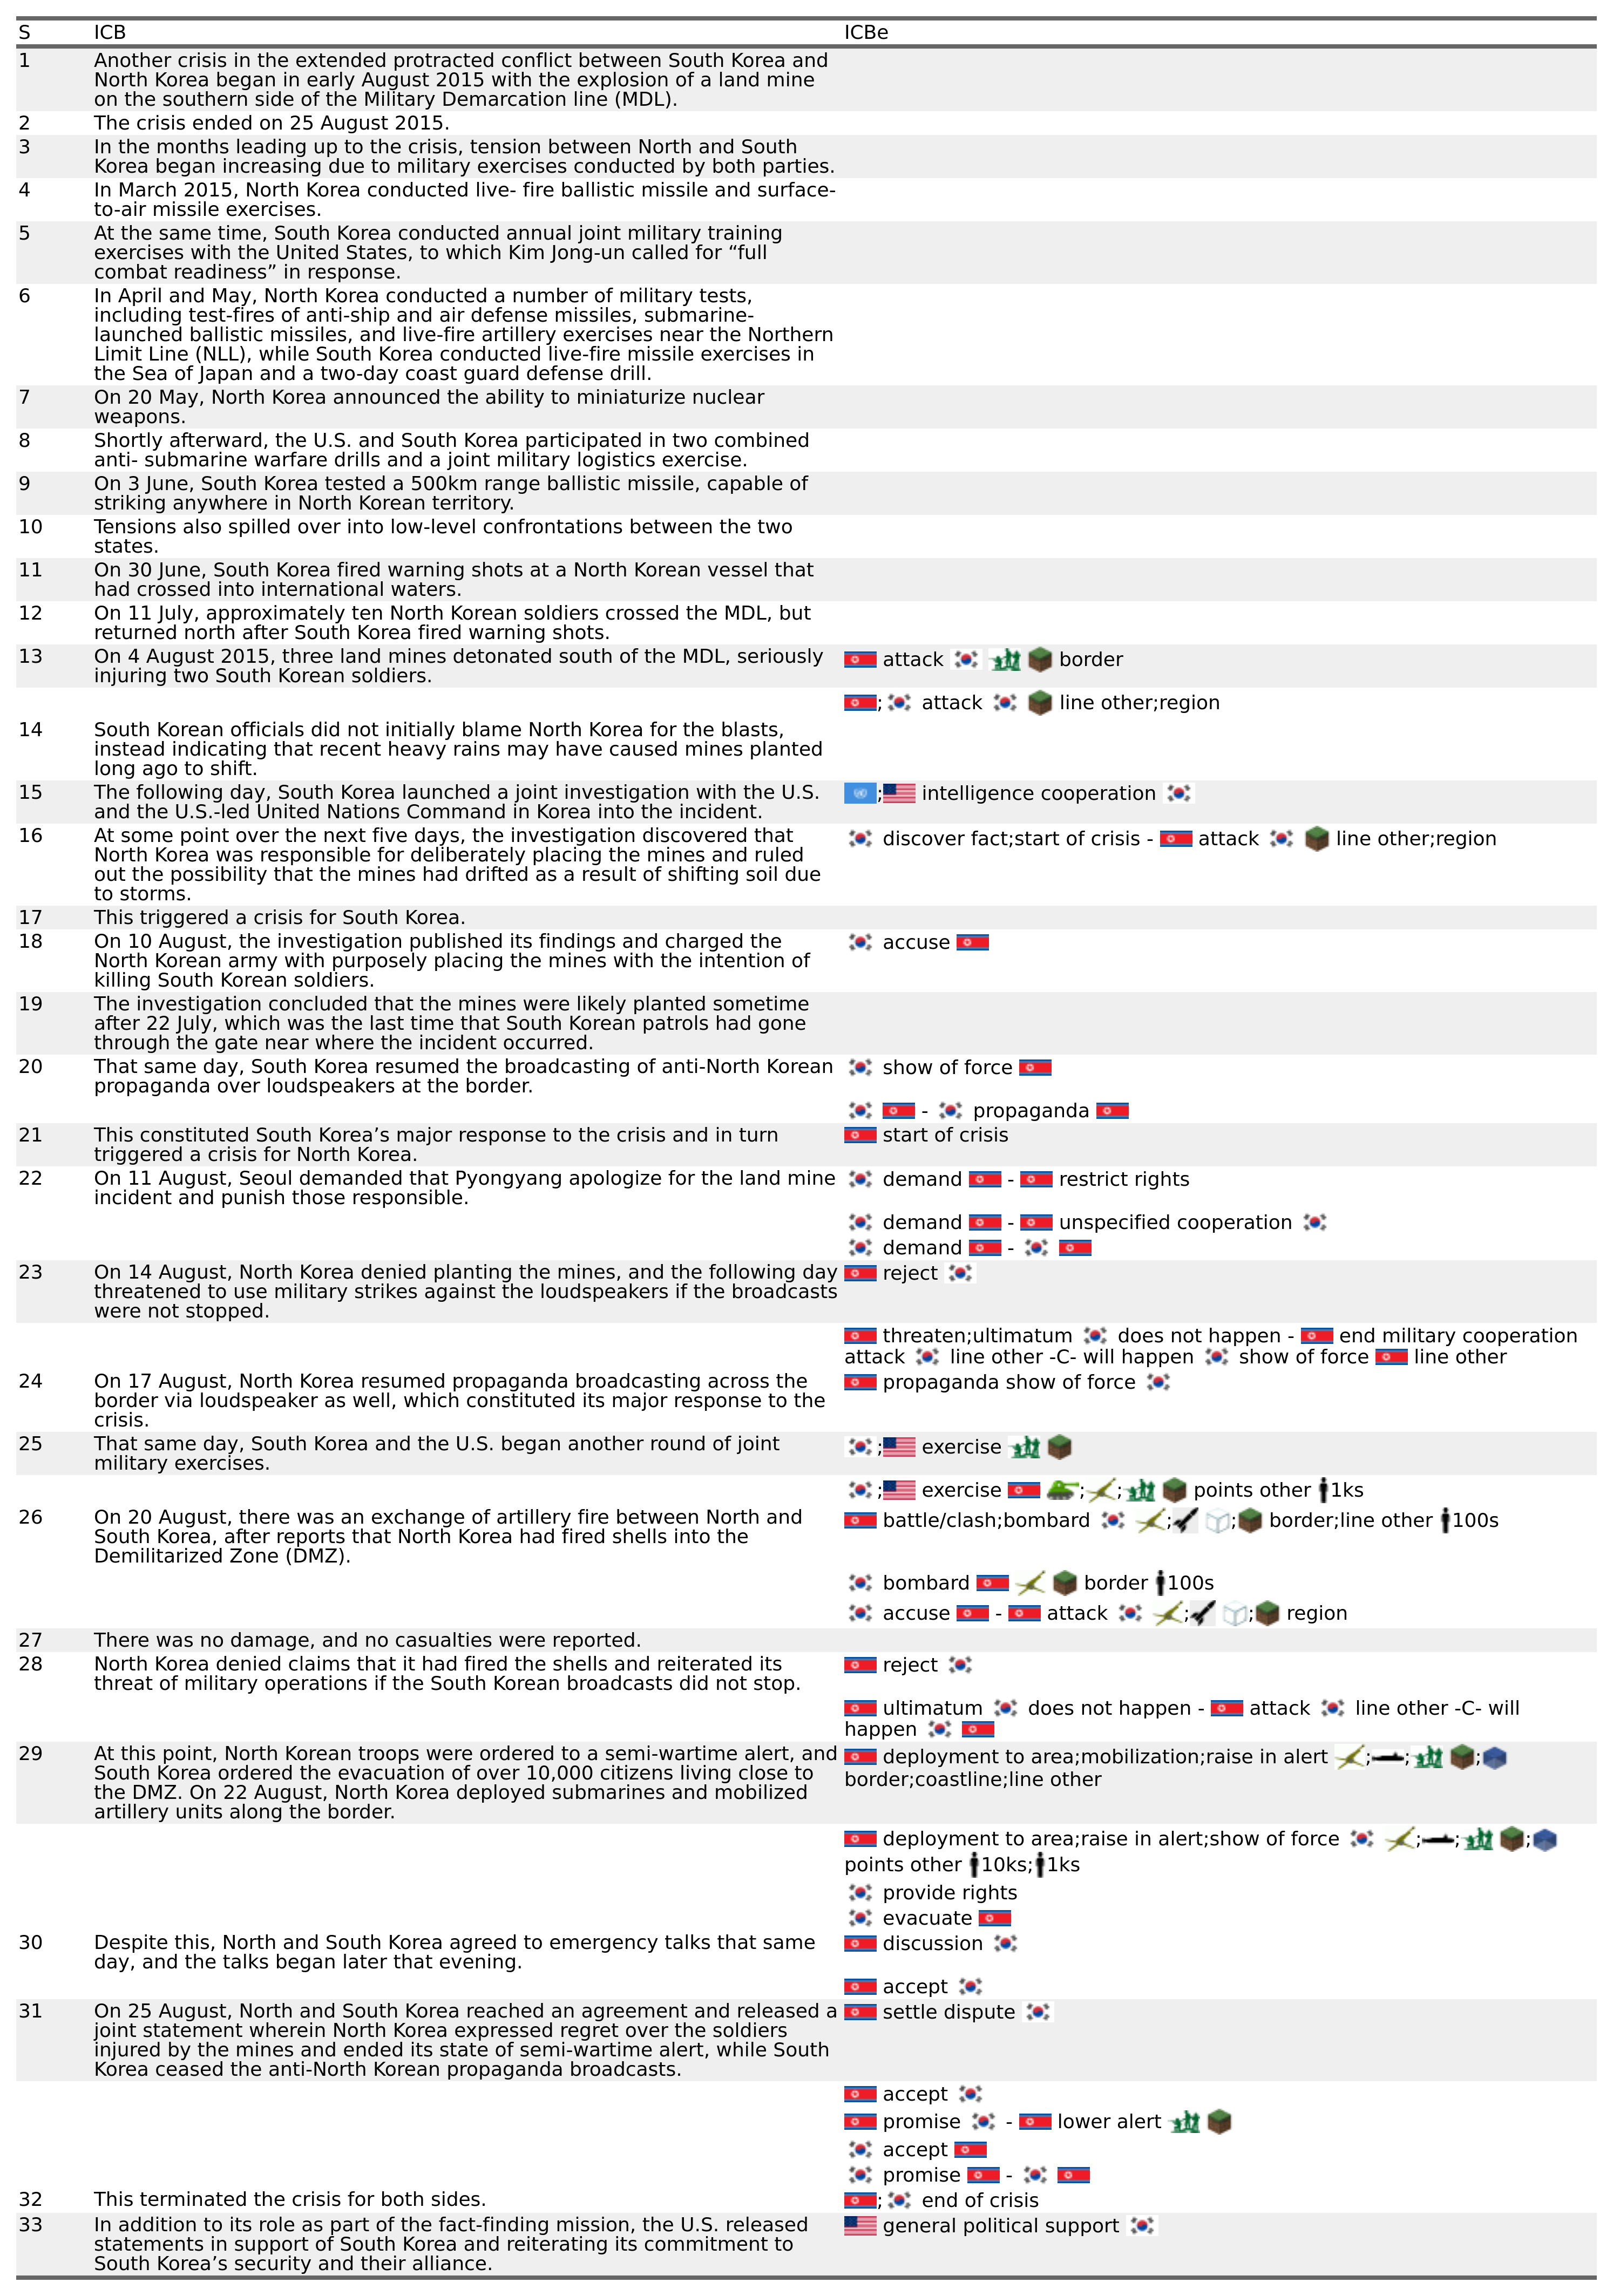 S ICB ICBe
1 Another crisis in the extended protracted conflict between South Korea and
North Korea began in early August 2015 with the explosion of a land mine
on the southern side of the Military Demarcation line (MDL).
2 The crisis ended on 25 August 2015.
3 In the months leading up to the crisis, tension between North and South
Korea began increasing due to military exercises conducted by both parties.
4 In March 2015, North Korea conducted live- fire ballistic missile and surface-
to-air missile exercises.
5 At the same time, South Korea conducted annual joint military training
exercises with the United States, to which Kim Jong-un called for “full
combat readiness” in response.
6 In April and May, North Korea conducted a number of military tests,
including test-fires of anti-ship and air defense missiles, submarine-
launched ballistic missiles, and live-fire artillery exercises near the Northern
Limit Line (NLL), while South Korea conducted live-fire missile exercises in
the Sea of Japan and a two-day coast guard defense drill.
7 On 20 May, North Korea announced the ability to miniaturize nuclear
weapons.
8 Shortly afterward, the U.S. and South Korea participated in two combined
anti- submarine warfare drills and a joint military logistics exercise.
9 On 3 June, South Korea tested a 500km range ballistic missile, capable of
striking anywhere in North Korean territory.
10 Tensions also spilled over into low-level confrontations between the two
states.
11 On 30 June, South Korea fired warning shots at a North Korean vessel that
had crossed into international waters.
12 On 11 July, approximately ten North Korean soldiers crossed the MDL, but
returned north after South Korea fired warning shots.
13 On 4 August 2015, three land mines detonated south of the MDL, seriously
injuring two South Korean soldiers.
attack border
; attack line other;region
14 South Korean officials did not initially blame North Korea for the blasts,
instead indicating that recent heavy rains may have caused mines planted
long ago to shift.
15 The following day, South Korea launched a joint investigation with the U.S.
and the U.S.-led United Nations Command in Korea into the incident.
; intelligence cooperation
16 At some point over the next five days, the investigation discovered that
North Korea was responsible for deliberately placing the mines and ruled
out the possibility that the mines had drifted as a result of shifting soil due
to storms.
discover fact;start of crisis - attack line other;region
17 This triggered a crisis for South Korea.
18 On 10 August, the investigation published its findings and charged the
North Korean army with purposely placing the mines with the intention of
killing South Korean soldiers.
accuse
19 The investigation concluded that the mines were likely planted sometime
after 22 July, which was the last time that South Korean patrols had gone
through the gate near where the incident occurred.
20 That same day, South Korea resumed the broadcasting of anti-North Korean
propaganda over loudspeakers at the border.
show of force
- propaganda
21 This constituted South Korea’s major response to the crisis and in turn
triggered a crisis for North Korea.
start of crisis
22 On 11 August, Seoul demanded that Pyongyang apologize for the land mine
incident and punish those responsible.
demand - restrict rights
demand - unspecified cooperation
demand -
23 On 14 August, North Korea denied planting the mines, and the following day
threatened to use military strikes against the loudspeakers if the broadcasts
were not stopped.
reject
threaten;ultimatum does not happen - end military cooperation
attack line other -C- will happen show of force line other
24 On 17 August, North Korea resumed propaganda broadcasting across the
border via loudspeaker as well, which constituted its major response to the
crisis.
propaganda show of force
25 That same day, South Korea and the U.S. began another round of joint
military exercises.
; exercise
; exercise ; ; points other 1ks
26 On 20 August, there was an exchange of artillery fire between North and
South Korea, after reports that North Korea had fired shells into the
Demilitarized Zone (DMZ).
battle/clash;bombard ; ; border;line other 100s
bombard border 100s
accuse - attack ; ; region
27 There was no damage, and no casualties were reported.
28 North Korea denied claims that it had fired the shells and reiterated its
threat of military operations if the South Korean broadcasts did not stop.
reject
ultimatum does not happen - attack line other -C- will
happen
29 At this point, North Korean troops were ordered to a semi-wartime alert, and
South Korea ordered the evacuation of over 10,000 citizens living close to
the DMZ. On 22 August, North Korea deployed submarines and mobilized
artillery units along the border.
deployment to area;mobilization;raise in alert ; ; ;
border;coastline;line other
deployment to area;raise in alert;show of force ; ; ;
points other 10ks; 1ks
provide rights
evacuate
30 Despite this, North and South Korea agreed to emergency talks that same
day, and the talks began later that evening.
discussion
accept
31 On 25 August, North and South Korea reached an agreement and released a
joint statement wherein North Korea expressed regret over the soldiers
injured by the mines and ended its state of semi-wartime alert, while South
Korea ceased the anti-North Korean propaganda broadcasts.
settle dispute
accept
promise - lower alert
accept
promise -
32 This terminated the crisis for both sides.
; end of crisis
33 In addition to its role as part of the fact-finding mission, the U.S. released
statements in support of South Korea and reiterating its commitment to
South Korea’s security and their alliance.
general political support